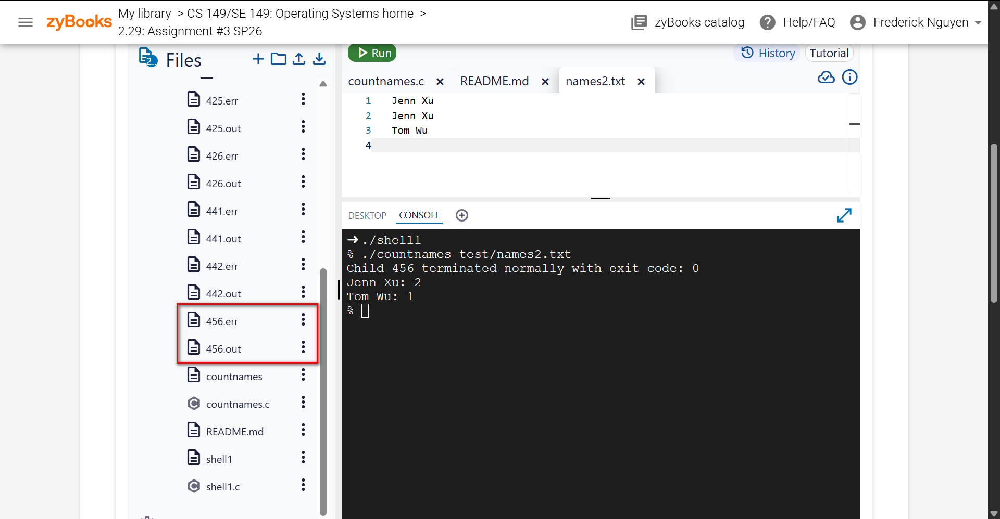 zyBooks
My library > CS 149/SE 149: Operating Systems home >
2.29: Assignment #3 SP26
zyBooks catalog
Help/FAQ
Frederick Nguyen
2..
Files
425.err
425.out
426.err
426.out
441.err
441.out
442.err
442.out
456.err
456.out
countnames
countnames.c
README.md
shell1
shell1.c
Run
History
Tutorial
countnames.c
README.md
names2.txt
1 Jenn Xu
2 Jenn Xu
3 Tom Wu
4
DESKTOP
CONSOLE
➜ ./shell1
% ./countnames test/names2.txt
Child 456 terminated normally with exit code: 0
Jenn Xu: 2
Tom Wu: 1
%